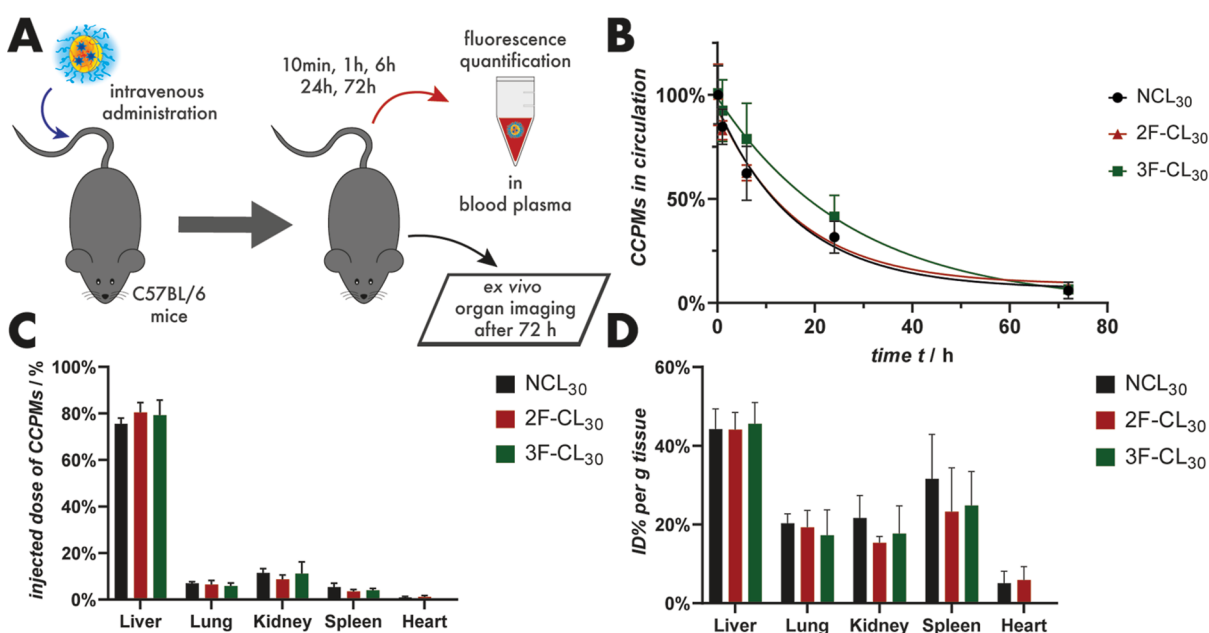 A
intravenous
administration
C57BL/6
mice
10min, 1h, 6h
24h, 72h
fluorescence
quantification
in
blood plasma
ex vivo
organ imaging
after 72 h
B
CCPMs in circulation
100%
50%
0%
0
20
40
60
80
time t / h
NCL30
2F-CL30
3F-CL30
C
injected dose of CCPMs / %
100%
80%
60%
40%
20%
0%
Liver
Lung
Kidney
Spleen
Heart
NCL30
2F-CL30
3F-CL30
D
ID% per g tissue
60%
40%
20%
0%
Liver
Lung
Kidney
Spleen
Heart
NCL30
2F-CL30
3F-CL30